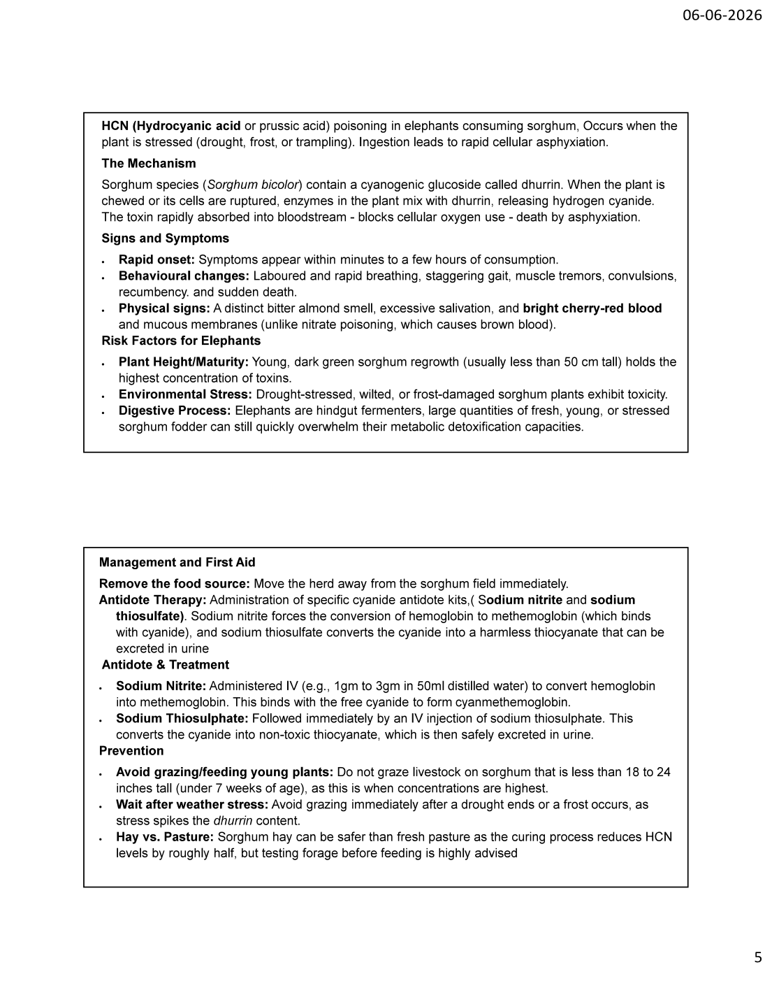 06-06-2026
HCN (Hydrocyanic acid or prussic acid) poisoning in elephants consuming sorghum, Occurs when the
plant is stressed (drought, frost, or trampling). Ingestion leads to rapid cellular asphyxiation.
The Mechanism
Sorghum species (Sorghum bicolor) contain a cyanogenic glucoside called dhurrin. When the plant is
chewed or its cells are ruptured, enzymes in the plant mix with dhurrin, releasing hydrogen cyanide.
The toxin rapidly absorbed into bloodstream - blocks cellular oxygen use - death by asphyxiation.
Signs and Symptoms
• Rapid onset: Symptoms appear within minutes to a few hours of consumption.
• Behavioural changes: Laboured and rapid breathing, staggering gait, muscle tremors, convulsions,
recumbency. and sudden death.
• Physical signs: A distinct bitter almond smell, excessive salivation, and bright cherry-red blood
and mucous membranes (unlike nitrate poisoning, which causes brown blood).
Risk Factors for Elephants
• Plant Height/Maturity: Young, dark green sorghum regrowth (usually less than 50 cm tall) holds the
highest concentration of toxins.
• Environmental Stress: Drought-stressed, wilted, or frost-damaged sorghum plants exhibit toxicity.
• Digestive Process: Elephants are hindgut fermenters, large quantities of fresh, young, or stressed
sorghum fodder can still quickly overwhelm their metabolic detoxification capacities.
Management and First Aid
Remove the food source: Move the herd away from the sorghum field immediately.
Antidote Therapy: Administration of specific cyanide antidote kits,( Sodium nitrite and sodium
thiosulfate). Sodium nitrite forces the conversion of hemoglobin to methemoglobin (which binds
with cyanide), and sodium thiosulfate converts the cyanide into a harmless thiocyanate that can be
excreted in urine
Antidote & Treatment
• Sodium Nitrite: Administered IV (e.g., 1gm to 3gm in 50ml distilled water) to convert hemoglobin
into methemoglobin. This binds with the free cyanide to form cyanmethemoglobin.
• Sodium Thiosulphate: Followed immediately by an IV injection of sodium thiosulphate. This
converts the cyanide into non-toxic thiocyanate, which is then safely excreted in urine.
Prevention
• Avoid grazing/feeding young plants: Do not graze livestock on sorghum that is less than 18 to 24
inches tall (under 7 weeks of age), as this is when concentrations are highest.
• Wait after weather stress: Avoid grazing immediately after a drought ends or a frost occurs, as
stress spikes the dhurrin content.
• Hay vs. Pasture: Sorghum hay can be safer than fresh pasture as the curing process reduces HCN
levels by roughly half, but testing forage before feeding is highly advised
5